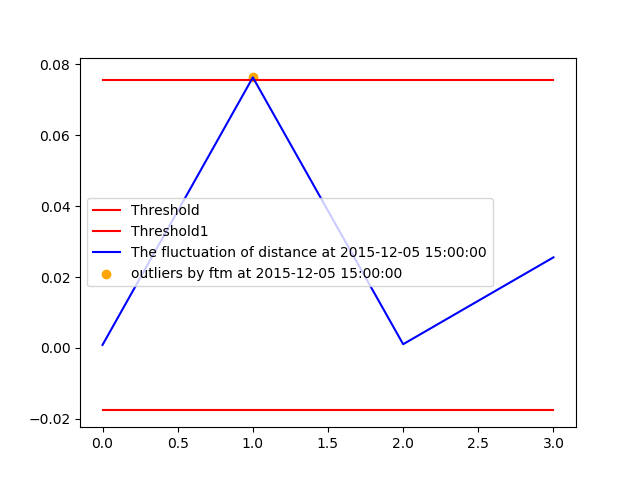 0.08
0.06
0.04
0.02
0.00
−0.02
Threshold
Threshold1
The fluctuation of distance at 2015-12-05 15:00:00
outliers by ftm at 2015-12-05 15:00:00
0.0 0.5 1.0 1.5 2.0 2.5 3.0